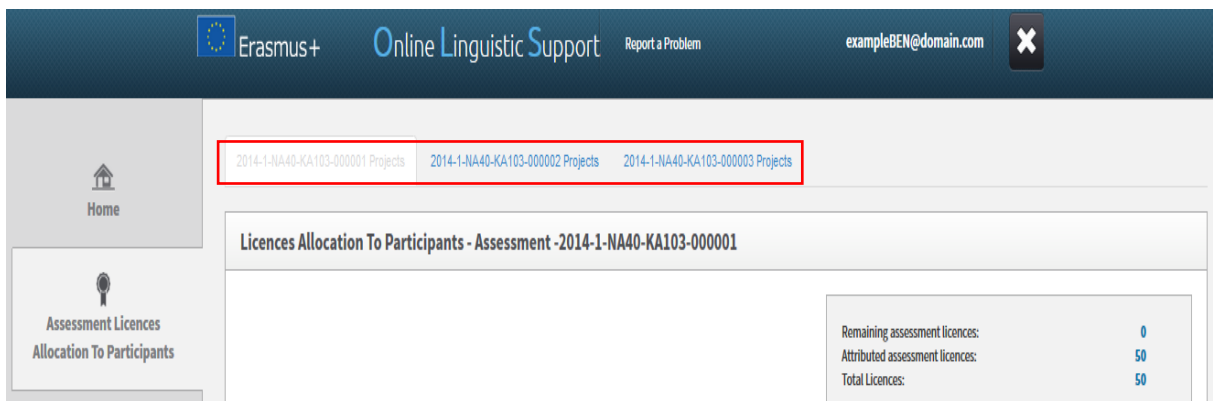 Erasmus+ Online Linguistic Support Report a Problem exampleBEN@domain.com
2014-1-NA40-KA103-000001 Projects 2014-1-NA40-KA103-000002 Projects 2014-1-NA40-KA103-000003 Projects
Home
Licences Allocation To Participants - Assessment -2014-1-NA40-KA103-000001
Assessment Licences
Allocation To Participants
Remaining assessment licences: 0
Attributed assessment licences: 50
Total Licences: 50